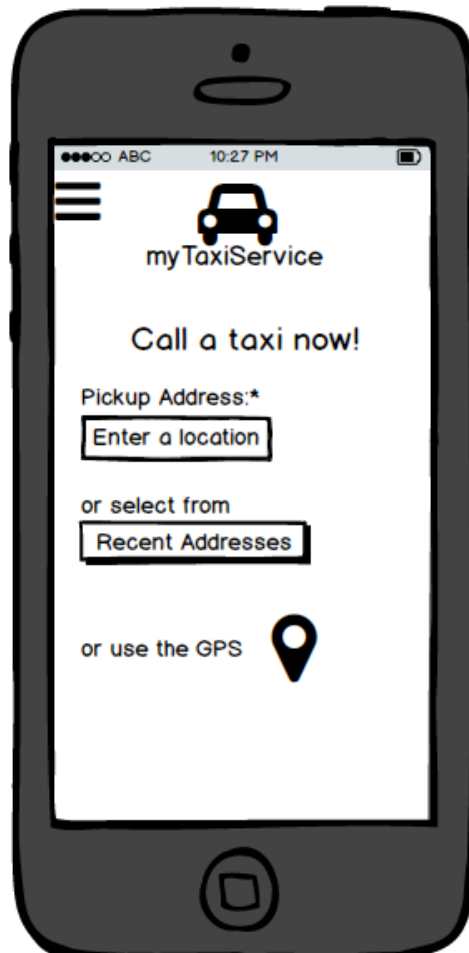 ABC 10:27 PM
myTaxiService
Call a taxi now!
Pickup Address:*
Enter a location
or select from
Recent Addresses
or use the GPS